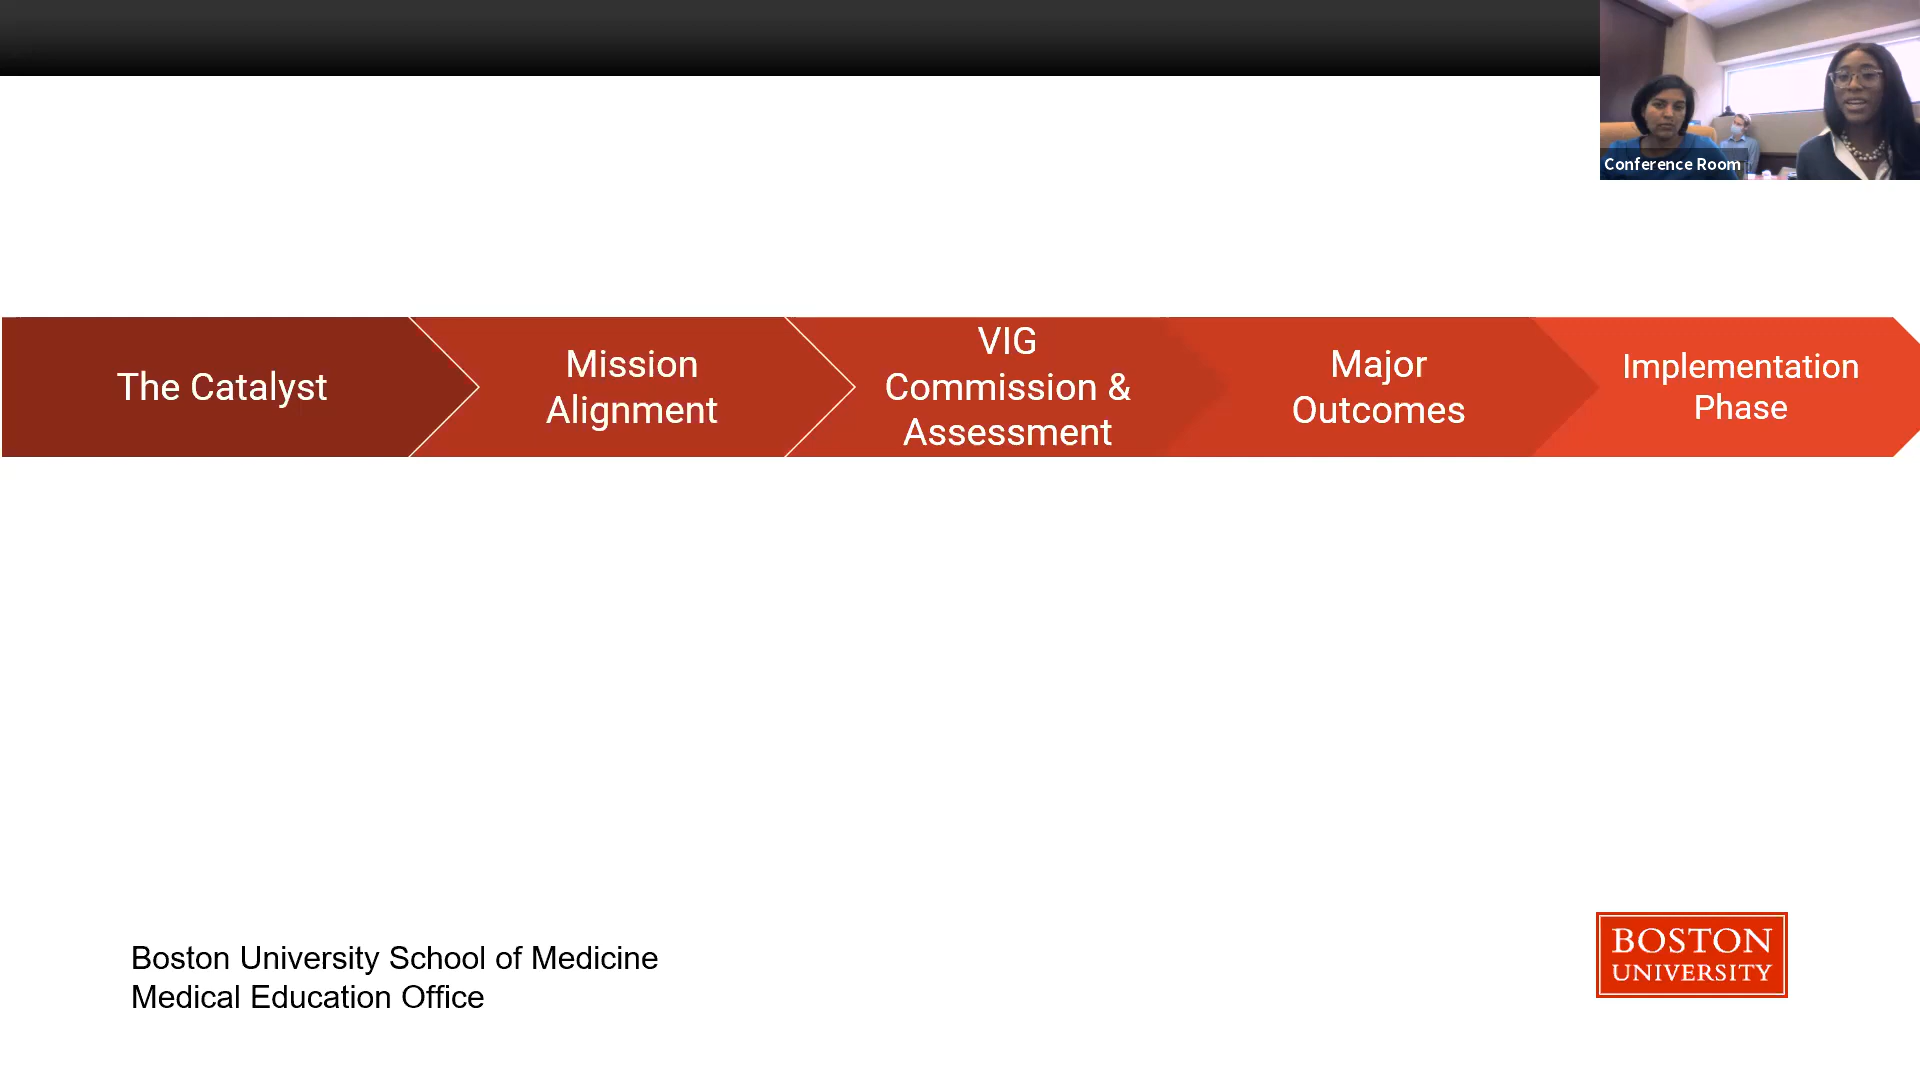 Conference Room
The Catalyst
Mission
Alignment
VIG
Commission &
Assessment
Major
Outcomes
Implementation
Phase
Boston University School of Medicine
Medical Education Office
BOSTON
UNIVERSITY